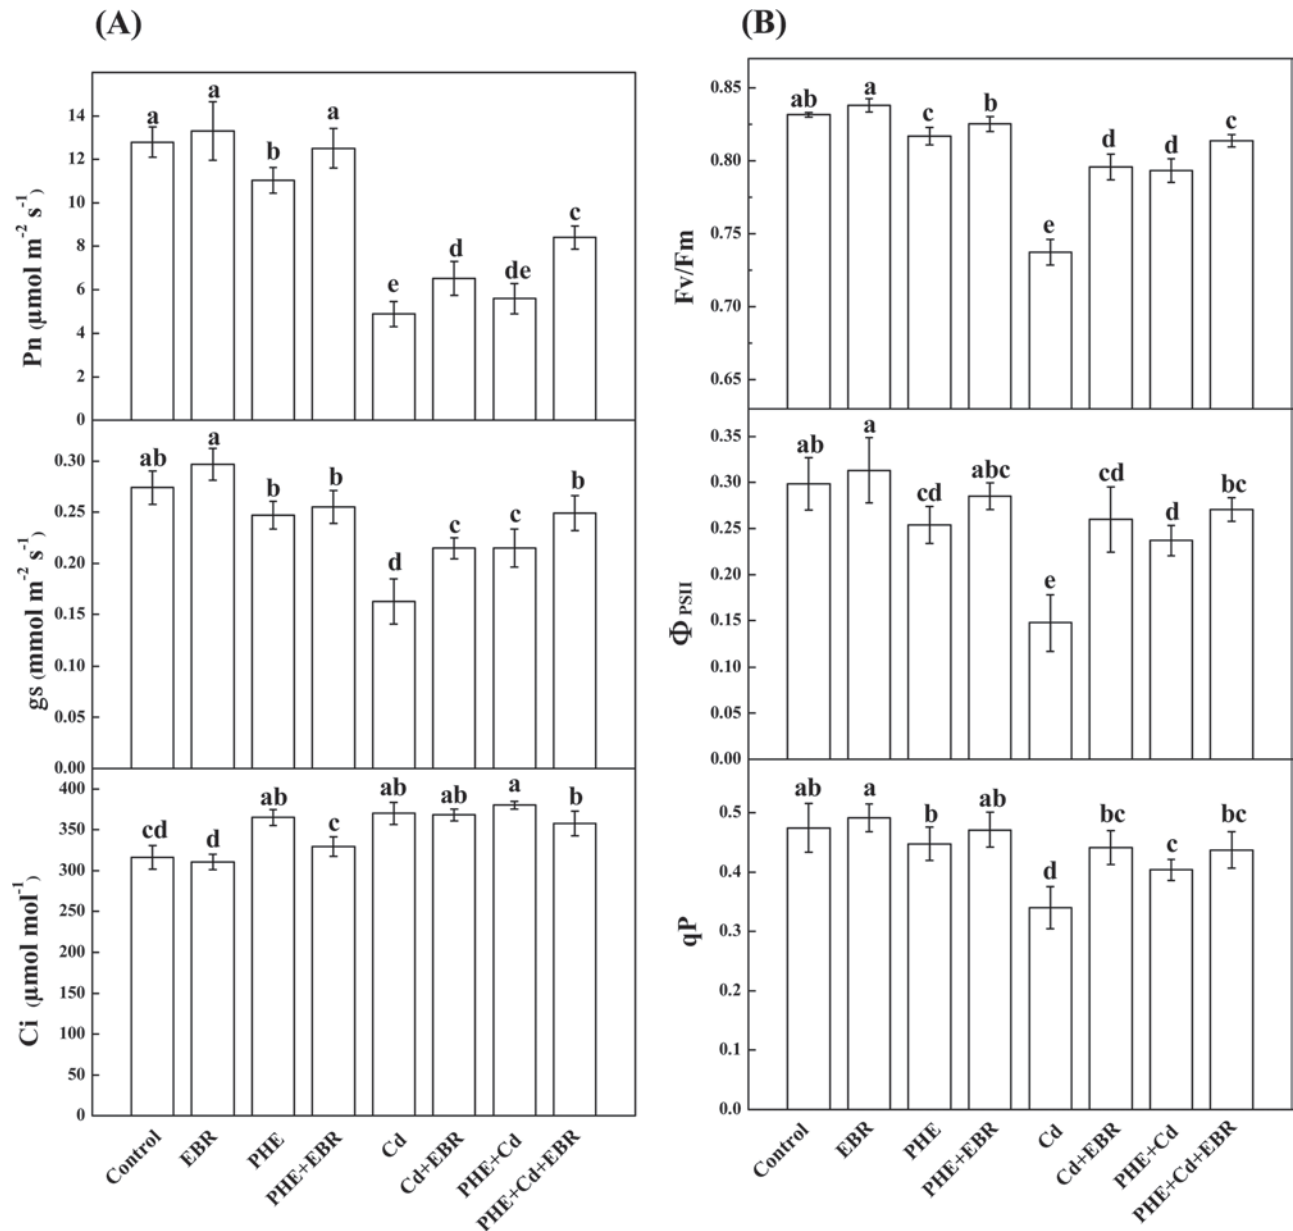 (A)
(B)
Pn (μmol m-2 s-1)
14
12
10
8
6
4
2
0
a
a
b
a
e
d
de
c
gs (mmol m-2 s-1)
0.30
0.25
0.20
0.15
0.10
0.05
0.00
ab
a
b
b
d
c
c
b
Ci (μmol mol-1)
400
350
300
250
200
150
100
50
0
cd
d
ab
c
ab
ab
a
b
Control
EBR
PHE
PHE+EBR
Cd
Cd+EBR
PHE+Cd
PHE+Cd+EBR
Fv/Fm
0.85
0.80
0.75
0.70
0.65
ab
a
c
b
e
d
d
c
Φ PSII
0.35
0.30
0.25
0.20
0.15
0.10
0.05
0.00
ab
a
cd
abc
e
cd
d
bc
qP
0.5
0.4
0.3
0.2
0.1
0.0
ab
a
b
ab
d
bc
c
bc
Control
EBR
PHE
PHE+EBR
Cd
Cd+EBR
PHE+Cd
PHE+Cd+EBR